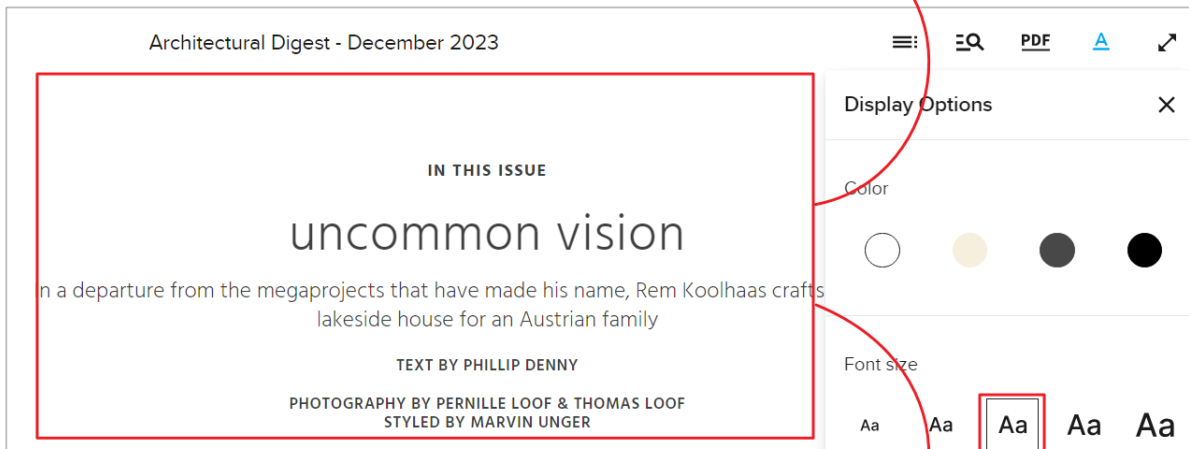 Architectural Digest - December 2023
PDF
A
Display Options
IN THIS ISSUE
Color
uncommon vision
n a departure from the megaprojects that have made his name, Rem Koolhaas crafts
lakeside house for an Austrian family
TEXT BY PHILLIP DENNY
Font size
PHOTOGRAPHY BY PERNILLE LOOF & THOMAS LOOF
STYLED BY MARVIN UNGER
Aa Aa Aa Aa Aa